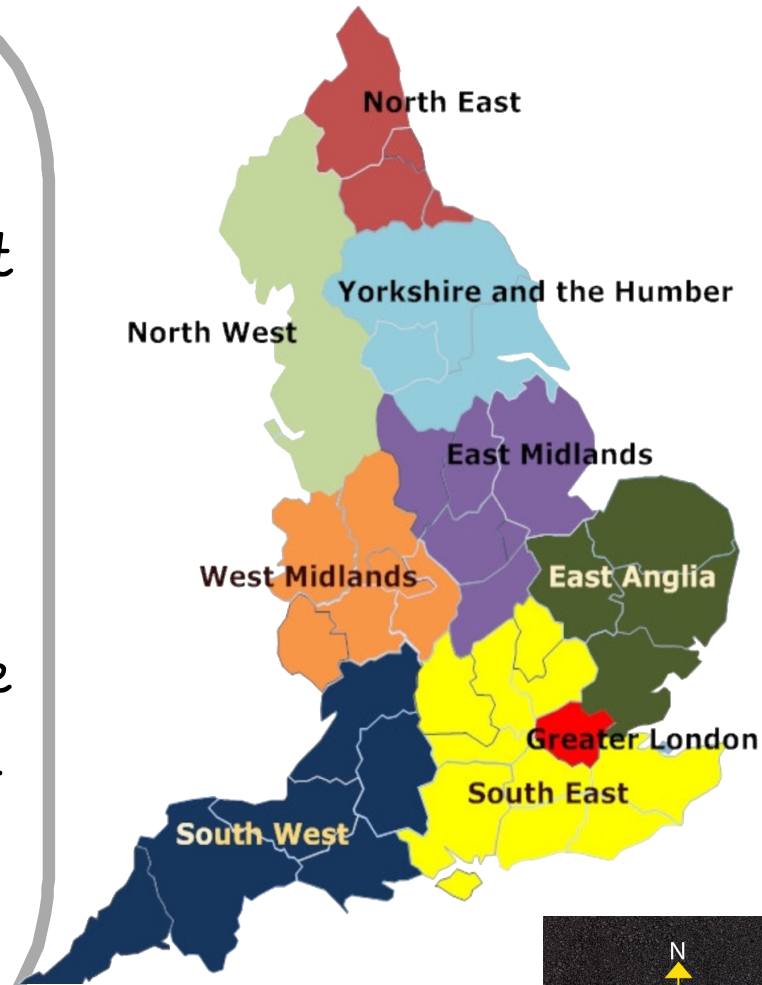 North East
Yorkshire and the Humber
North West
East Midlands
West Midlands
East Anglia
Greater London
South East
South West
N